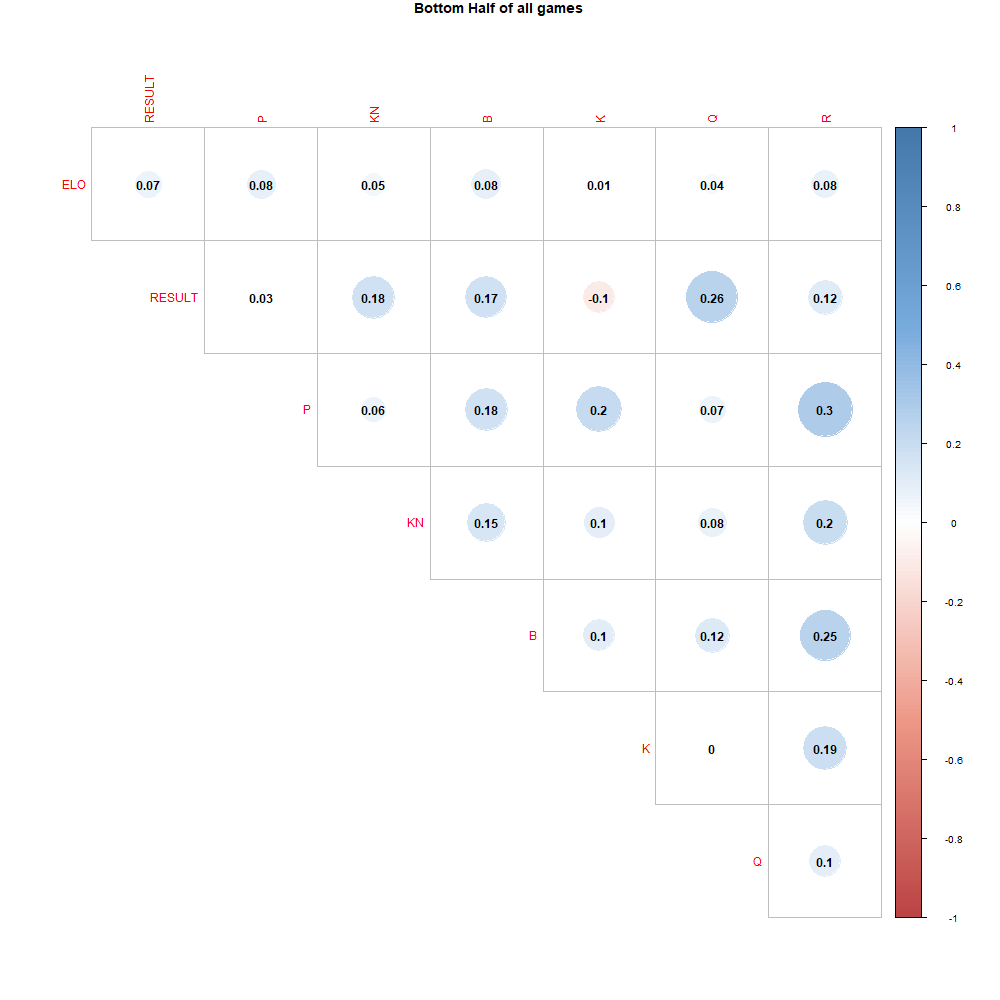 Bottom Half of all games
RESULT P KN B K Q R
ELO 0.07 0.08 0.05 0.08 0.01 0.04 0.08
RESULT 0.03 0.18 0.17 -0.1 0.26 0.12
P 0.06 0.18 0.2 0.07 0.3
KN 0.15 0.1 0.08 0.2
B 0.1 0.12 0.25
K 0 0.19
Q 0.1
1
0.8
0.6
0.4
0.2
0
-0.2
-0.4
-0.6
-0.8
-1